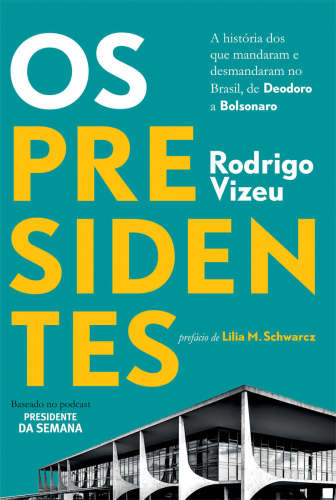 OS
A história dos
que mandaram e
desmandaram no
Brasil, de Deodoro
a Bolsonaro
PRE
Rodrigo
Vizeu
SIDEN
prefácio de Lilia M. Schwarcz
TES
Baseado no podcast
PRESIDENTE
DA SEMANA